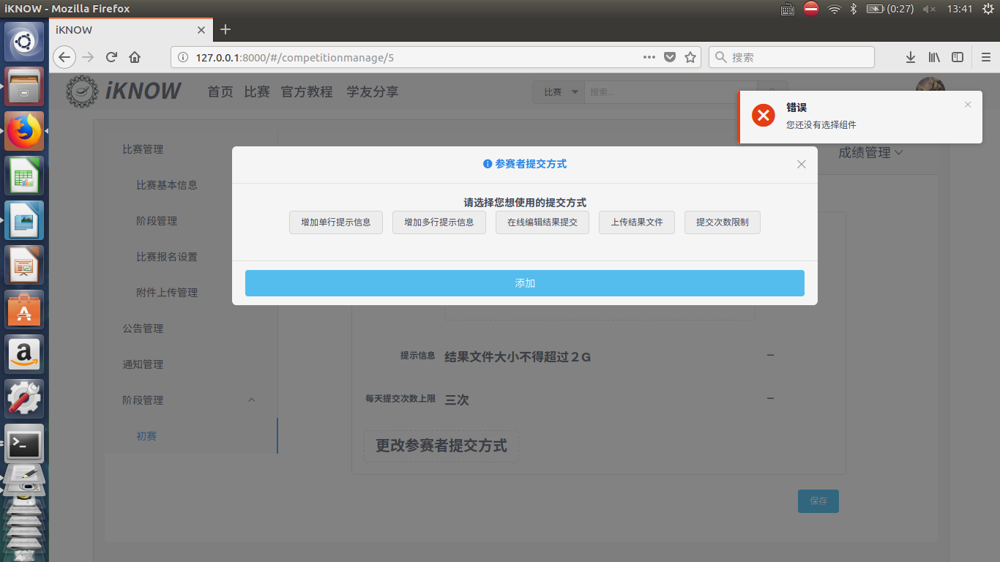 iKNOW - Mozilla Firefox
(0:27)
13:41
iKNOW
127.0.0.1:8000/#/competitionmanage/5
搜索
iKNOW
首页 比赛 官方教程 学友分享
比赛
搜索...
错误
您还没有选择组件
成绩管理
比赛管理
比赛基本信息
阶段管理
比赛报名设置
附件上传管理
公告管理
通知管理
阶段管理
初赛
参赛者提交方式
请选择您想使用的提交方式
增加单行提示信息
增加多行提示信息
在线编辑结果提交
上传结果文件
提交次数限制
添加
提示信息 结果文件大小不得超过２G
每天提交次数上限 三次
更改参赛者提交方式
保存